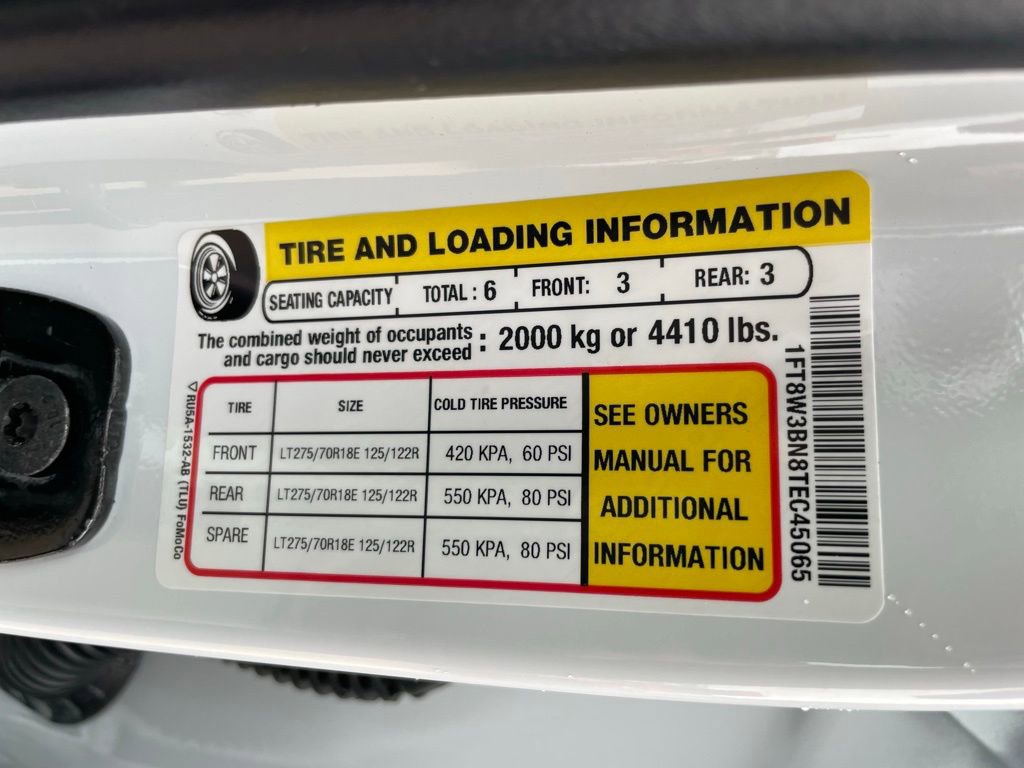 TIRE AND LOADING INFORMATION
SEATING CAPACITY TOTAL : 6 FRONT: 3 REAR: 3
The combined weight of occupants
and cargo should never exceed : 2000 kg or 4410 lbs.
TIRE SIZE COLD TIRE PRESSURE
FRONT LT275/70R18E 125/122R 420 KPA, 60 PSI
REAR LT275/70R18E 125/122R 550 KPA, 80 PSI
SPARE LT275/70R18E 125/122R 550 KPA, 80 PSI
SEE OWNERS
MANUAL FOR
ADDITIONAL
INFORMATION
1FT8W3BN8TEC45065
▽RU5A-1532-AB (TLU) FoMoCo